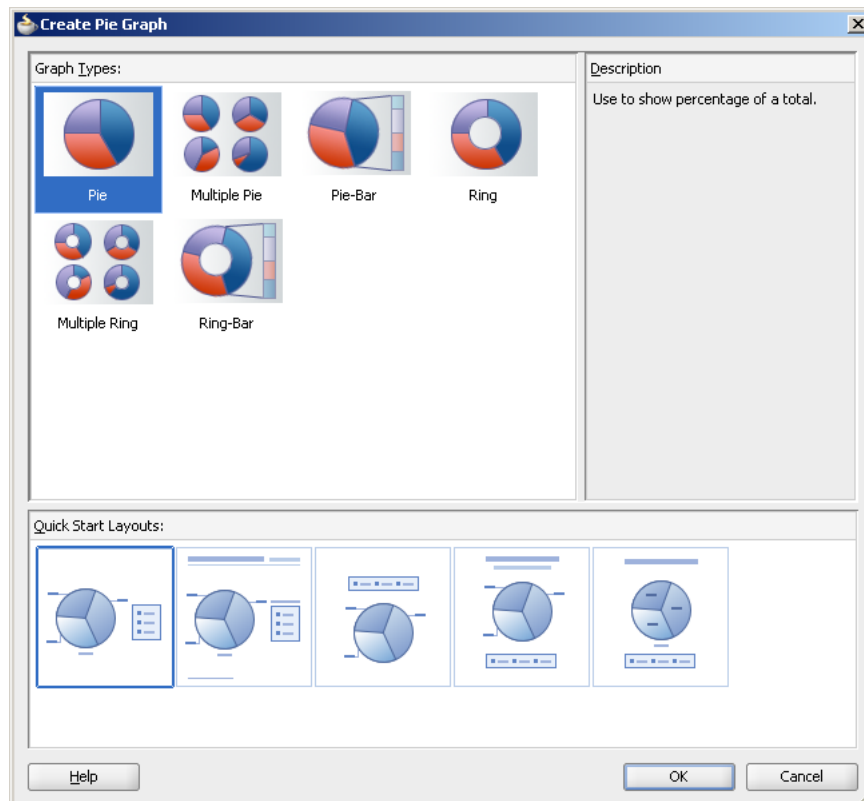 Create Pie Graph
Graph Types:
Description
Use to show percentage of a total.
Pie
Multiple Pie
Pie-Bar
Ring
Multiple Ring
Ring-Bar
Quick Start Layouts:
Help
OK
Cancel